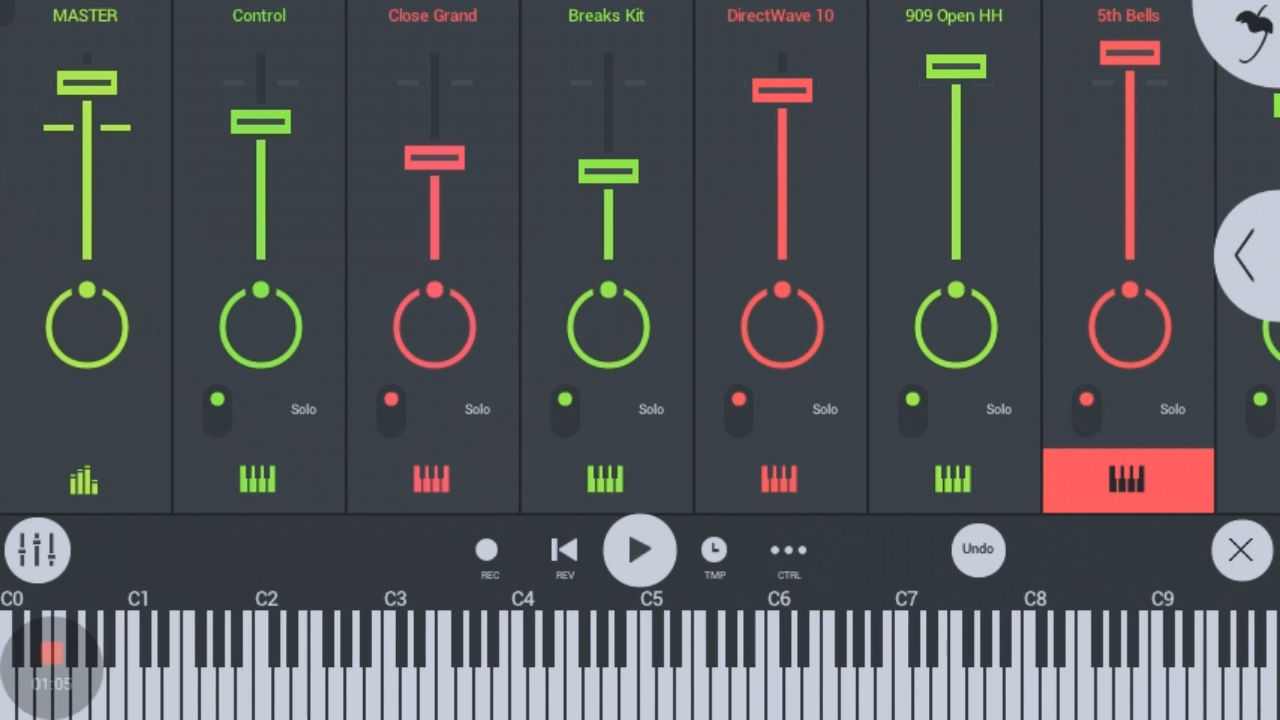 MASTER Control Close Grand Breaks Kit DirectWave 10 909 Open HH 5th Bells
Solo Solo Solo Solo Solo Solo
Undo
REC REV TMP CTRL
C0 C1 C2 C3 C4 C5 C6 C7 C8 C9
01:05